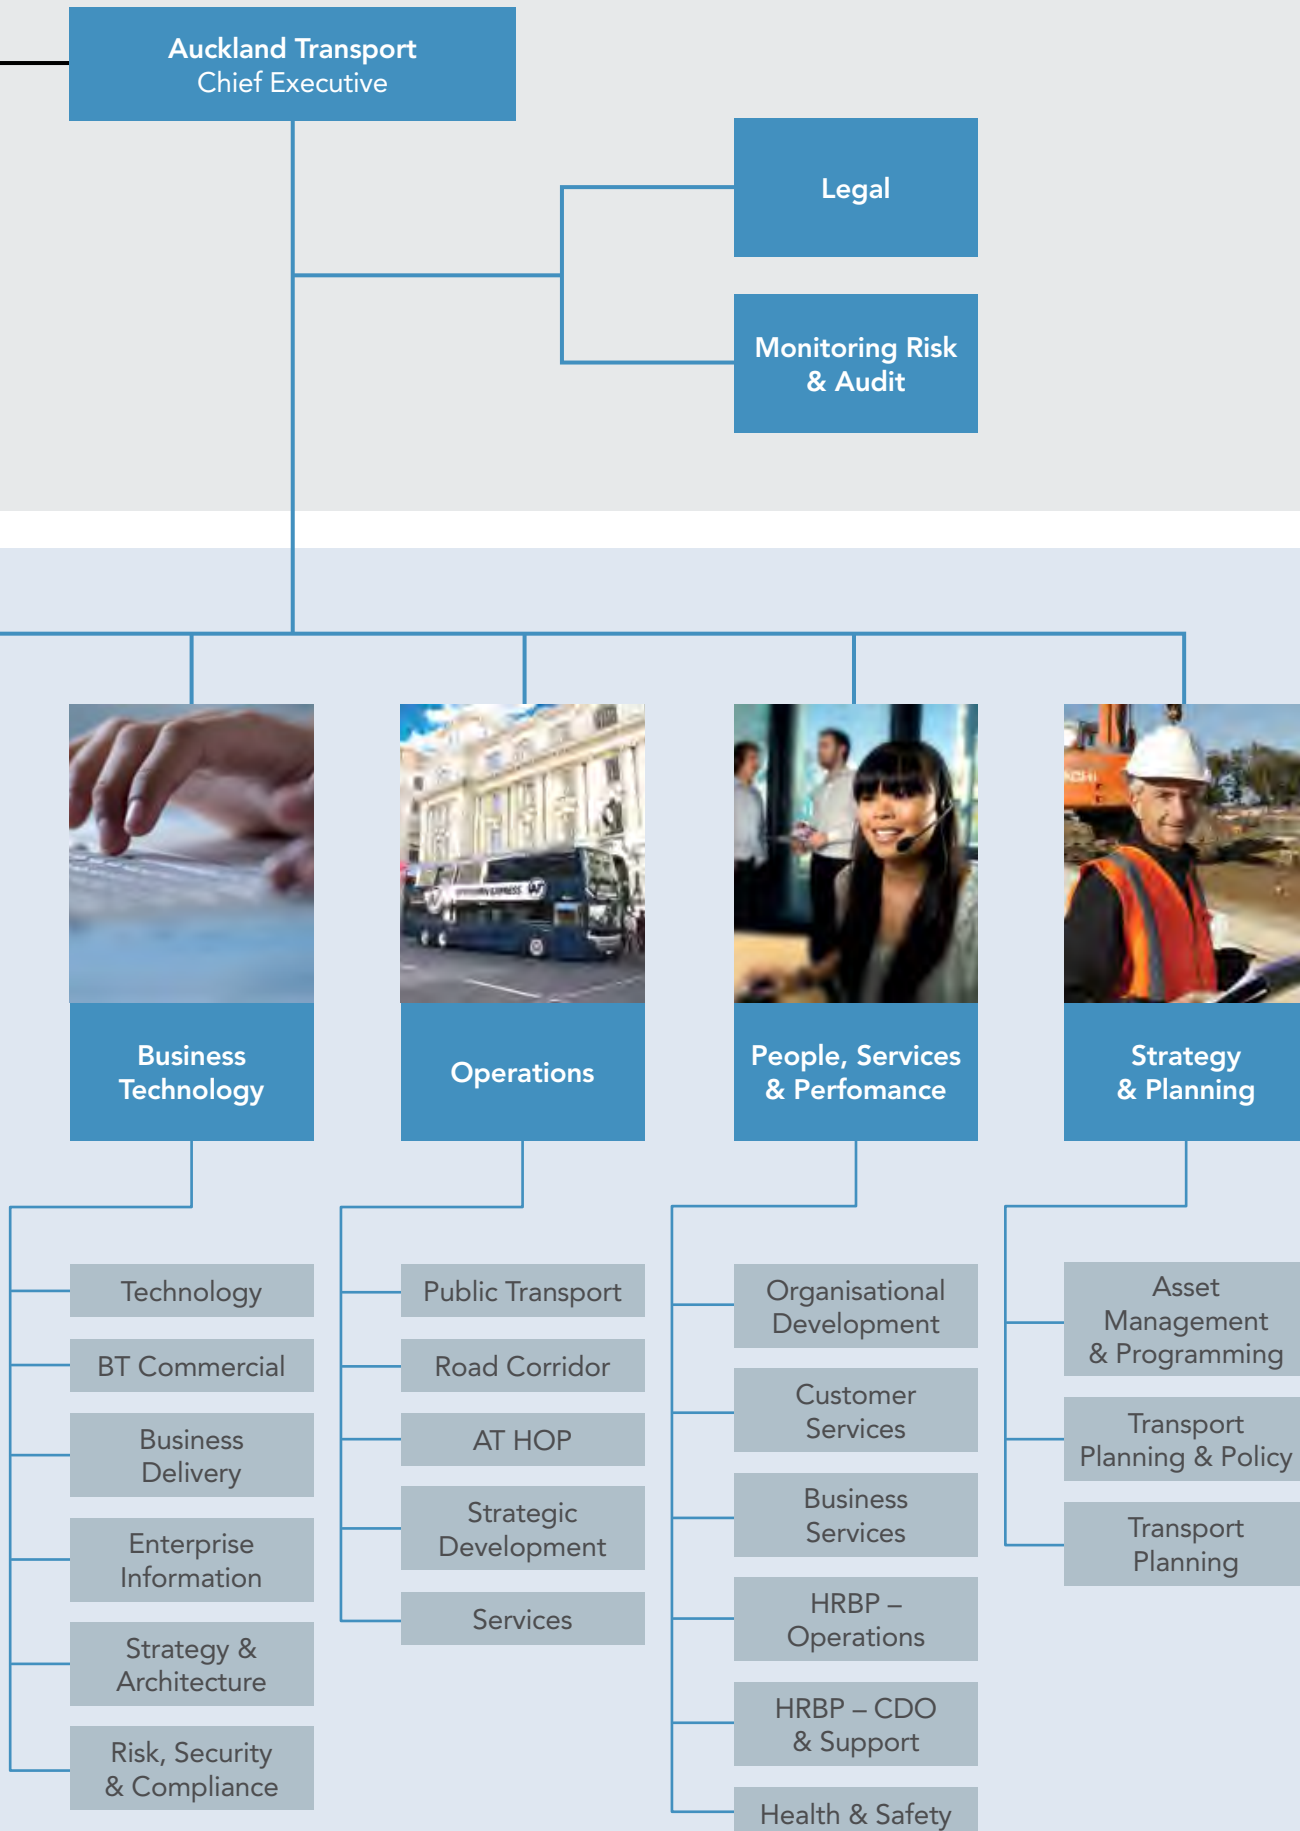 Auckland Transport
Chief Executive
Legal
Monitoring Risk
& Audit
Business
Technology
Operations
People, Services
& Perfomance
Strategy
& Planning
Technology
BT Commercial
Business
Delivery
Enterprise
Information
Strategy &
Architecture
Risk, Security
& Compliance
Public Transport
Road Corridor
AT HOP
Strategic
Development
Services
Organisational
Development
Customer
Services
Business
Services
HRBP –
Operations
HRBP – CDO
& Support
Health & Safety
Asset
Management
& Programming
Transport
Planning & Policy
Transport
Planning